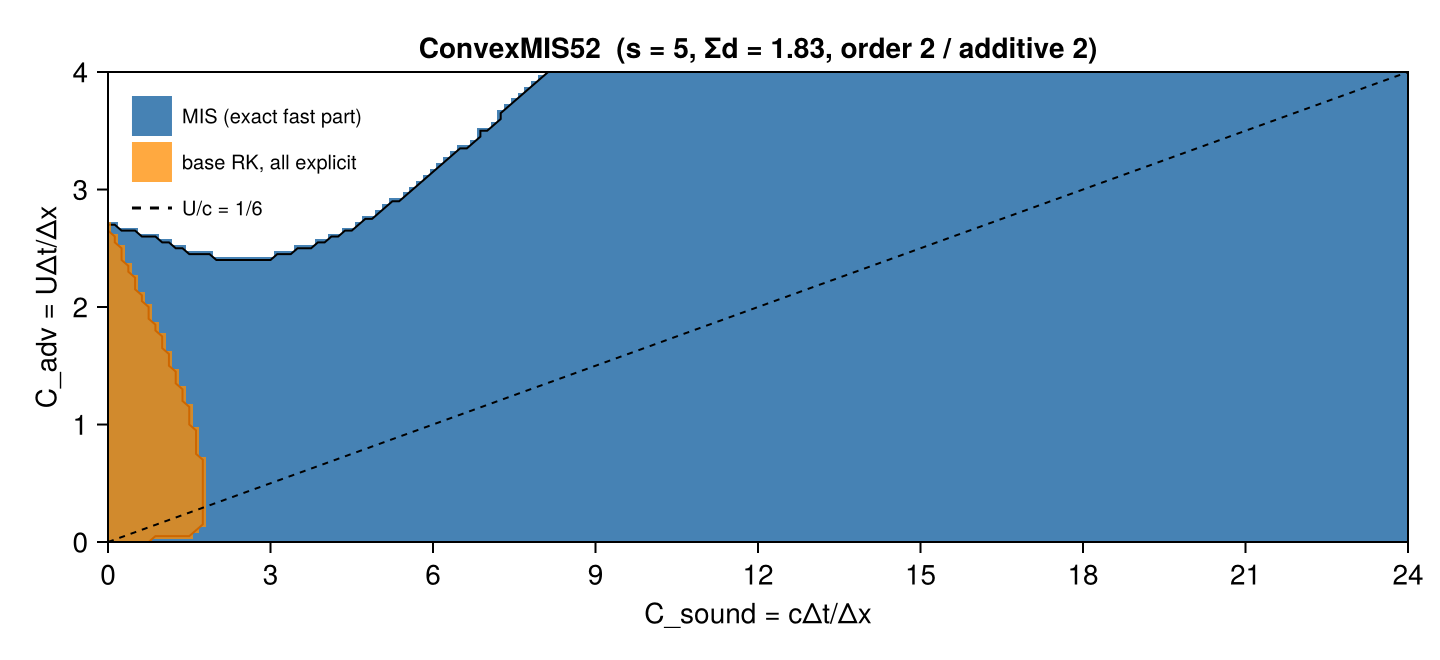 ConvexMIS52 (s = 5, Σd = 1.83, order 2 / additive 2)
MIS (exact fast part)
base RK, all explicit
U/c = 1/6
C_adv = UΔt/Δx
4
3
2
1
0
0 3 6 9 12 15 18 21 24
C_sound = cΔt/Δx